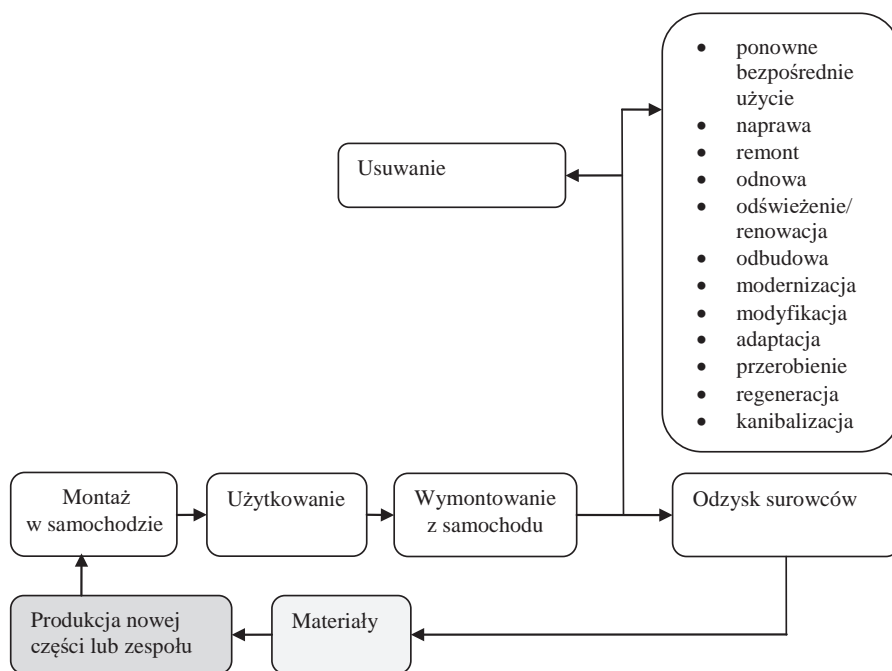 • ponowne
bezpośrednie
użycie
• naprawa
• remont
• odnowa
• odświeżenie/
renowacja
• odbudowa
• modernizacja
• modyfikacja
• adaptacja
• przerobienie
• regeneracja
• kanibalizacja
Usuwanie
Montaż
w samochodzie
Użytkowanie
Wymontowanie
z samochodu
Odzysk surowców
Produkcja nowej
części lub zespołu
Materiały